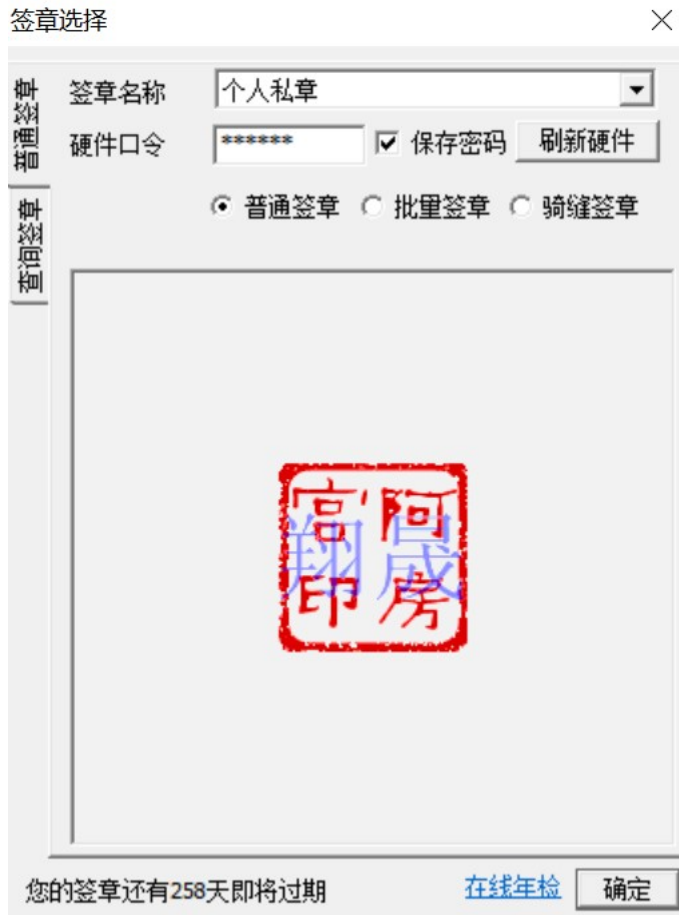 签章选择
普通签章
查询签章
签章名称 个人私章
硬件口令 ****** 保存密码 刷新硬件
普通签章 批量签章 骑缝签章
宫阿
翔晟
印房
您的签章还有258天即将过期 在线年检 确定